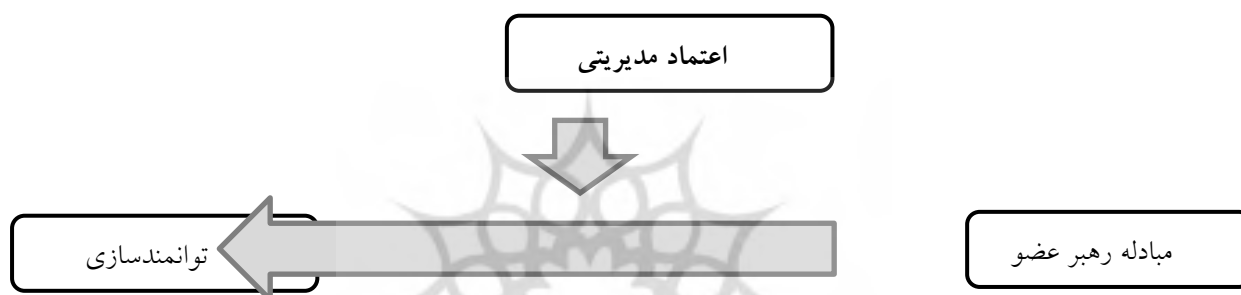 اعتماد مدیریتی
مبادله رهبر عضو
توانمندسازی